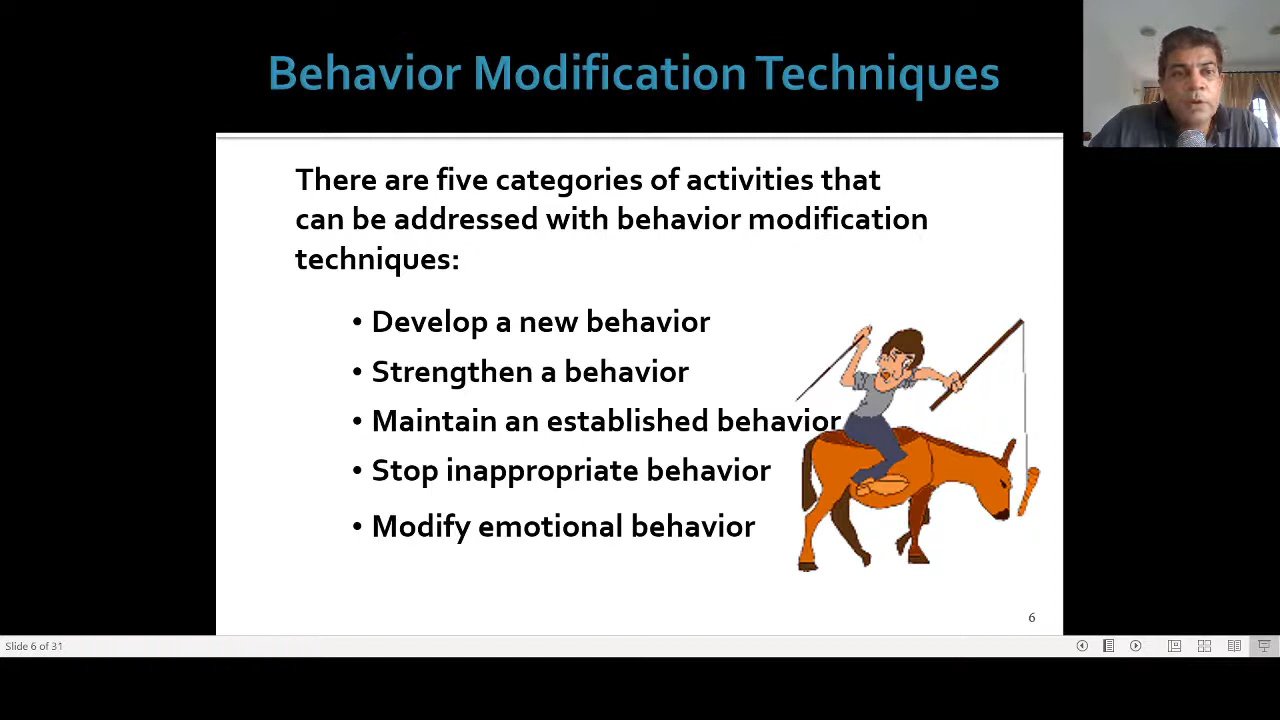 Behavior Modification Techniques
There are five categories of activities that
can be addressed with behavior modification
techniques:
• Develop a new behavior
• Strengthen a behavior
• Maintain an established behavior
• Stop inappropriate behavior
• Modify emotional behavior
6
Slide 6 of 31